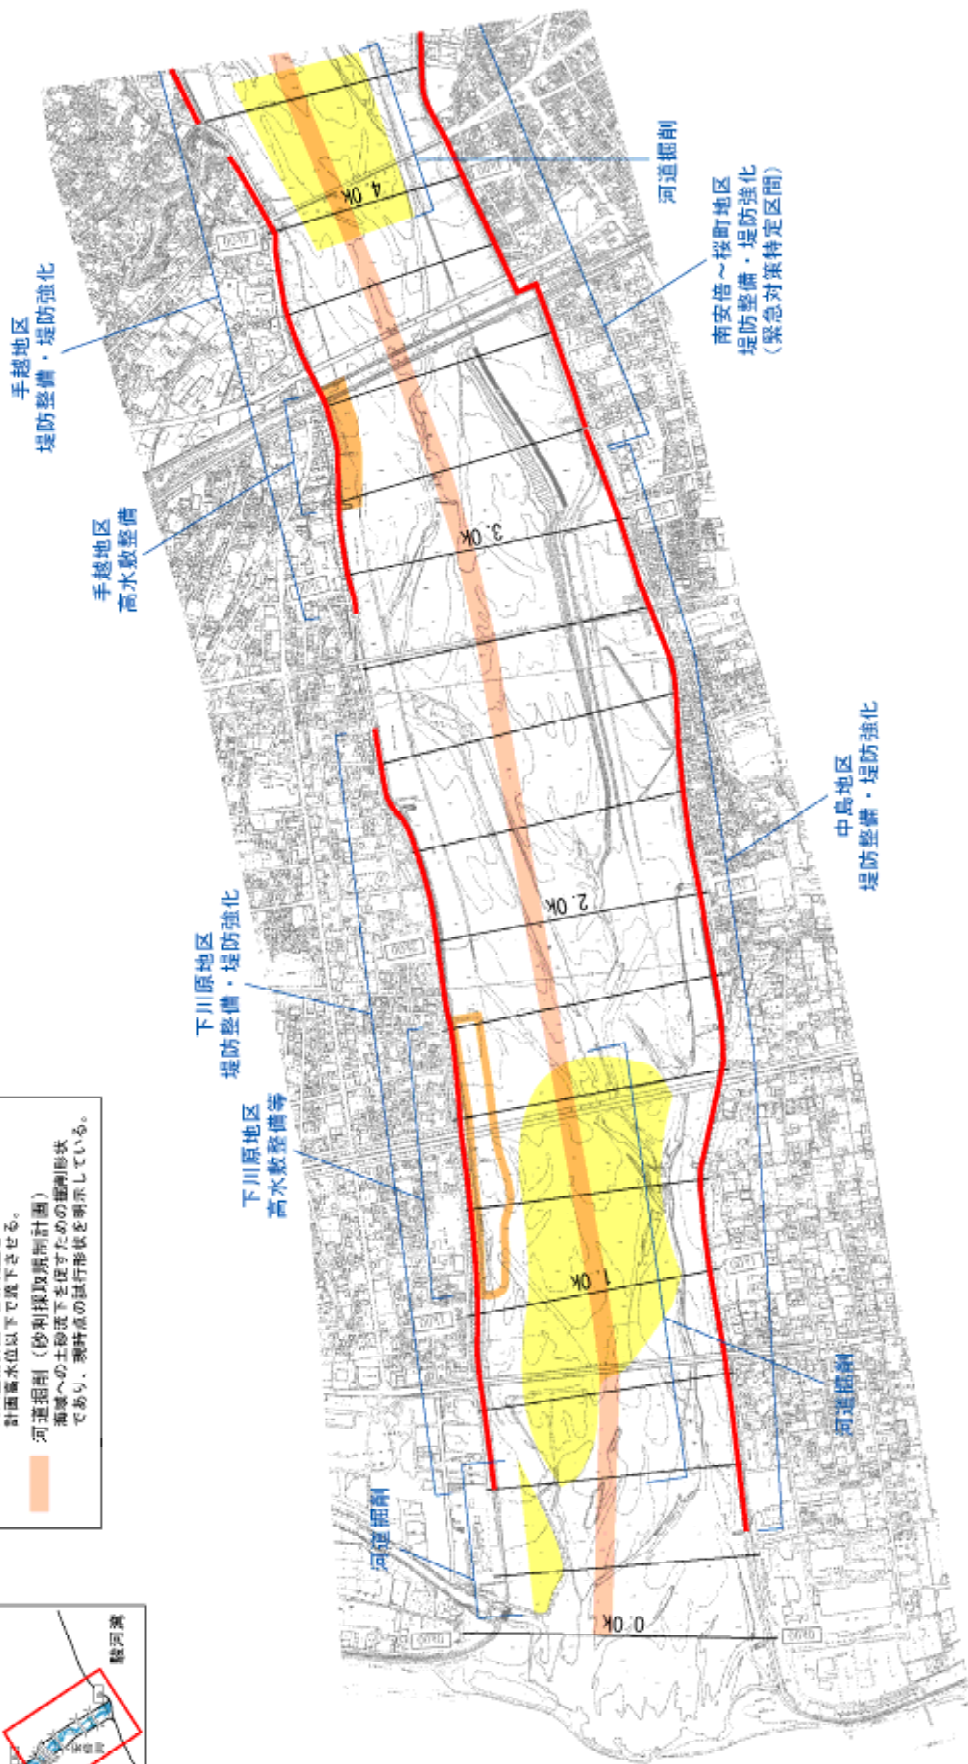 計画高水位以下で流下させる。
河道掘削（砂利採取規制計画）
海域への土砂流下を促すための掘削形状
であり、現時点の試行形状を明示している。
駿河湾
手越地区
堤防整備・堤防強化
手越地区
高水敷整備
下川原地区
堤防整備・堤防強化
下川原地区
高水敷整備等
河道掘削
0.0k
1.0k
2.0k
3.0k
4.0k
河道掘削
南安倍～桜町地区
堤防整備・堤防強化
（緊急対策特定区間）
中島地区
堤防整備・堤防強化
河道掘削